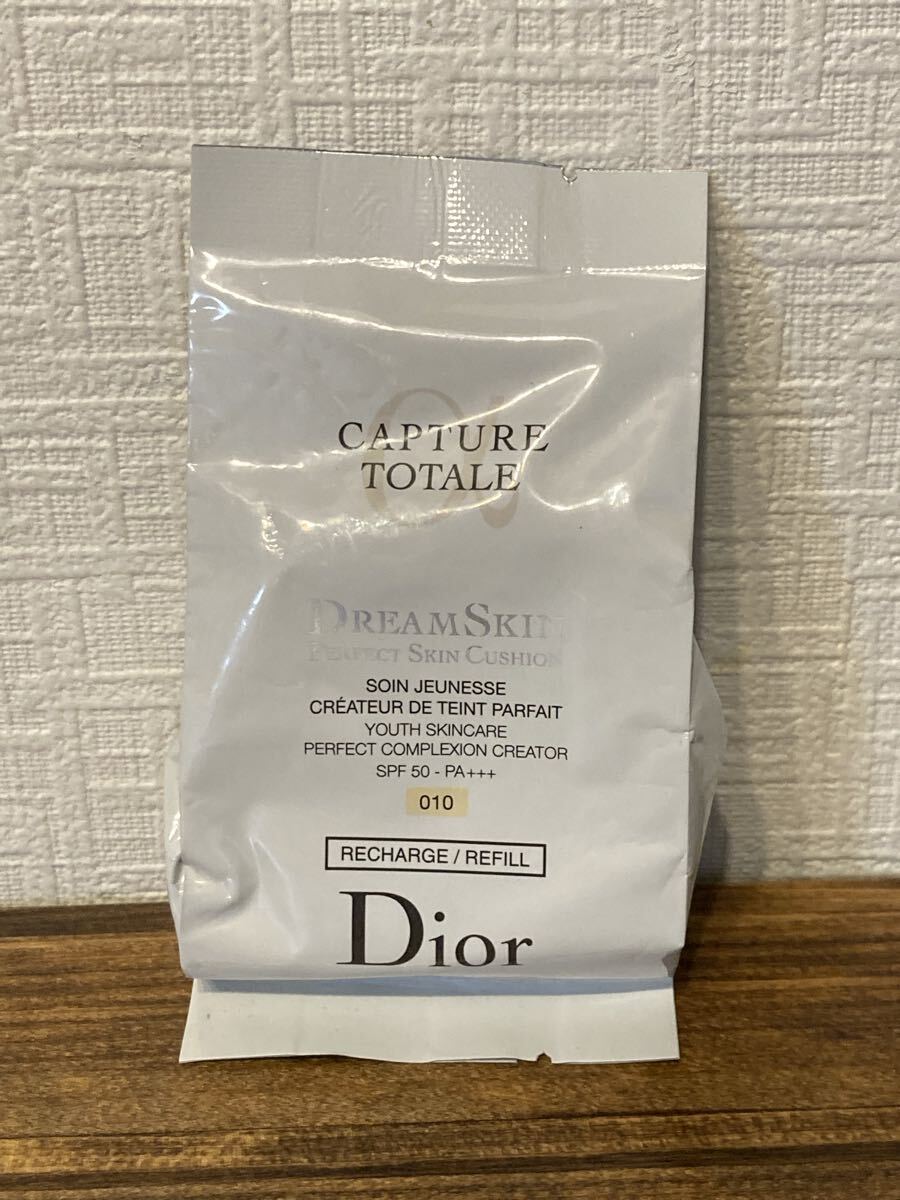 CAPTURE
TOTALE
DREAMSKIN
PERFECT SKIN CUSHION
SOIN JEUNESSE
CRÉATEUR DE TEINT PARFAIT
YOUTH SKINCARE
PERFECT COMPLEXION CREATOR
SPF 50 - PA+++
010
RECHARGE / REFILL
Dior